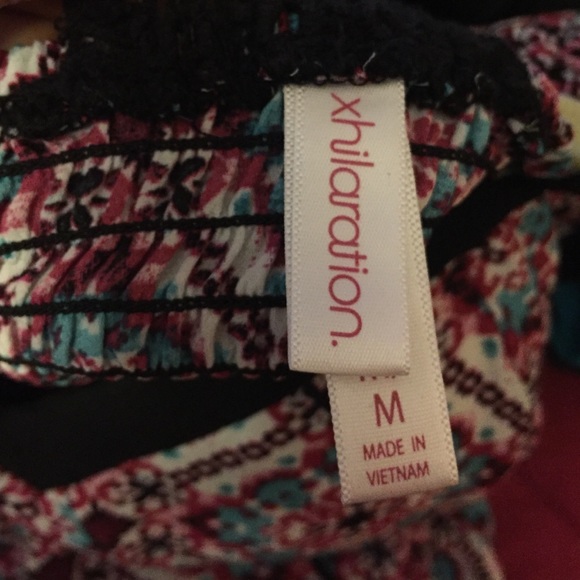 xhilaration.
M
MADE IN
VIETNAM